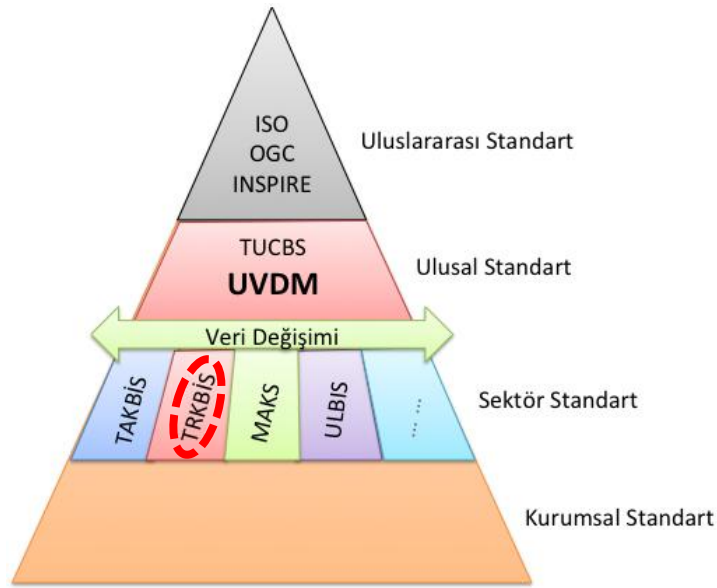 ISO
OGC
INSPIRE
Uluslararası Standart
TUCBS
UVDM
Ulusal Standart
Veri Değişimi
TAKBİS
TRKBİS
MAKS
ULBIS
....
Sektör Standart
Kurumsal Standart